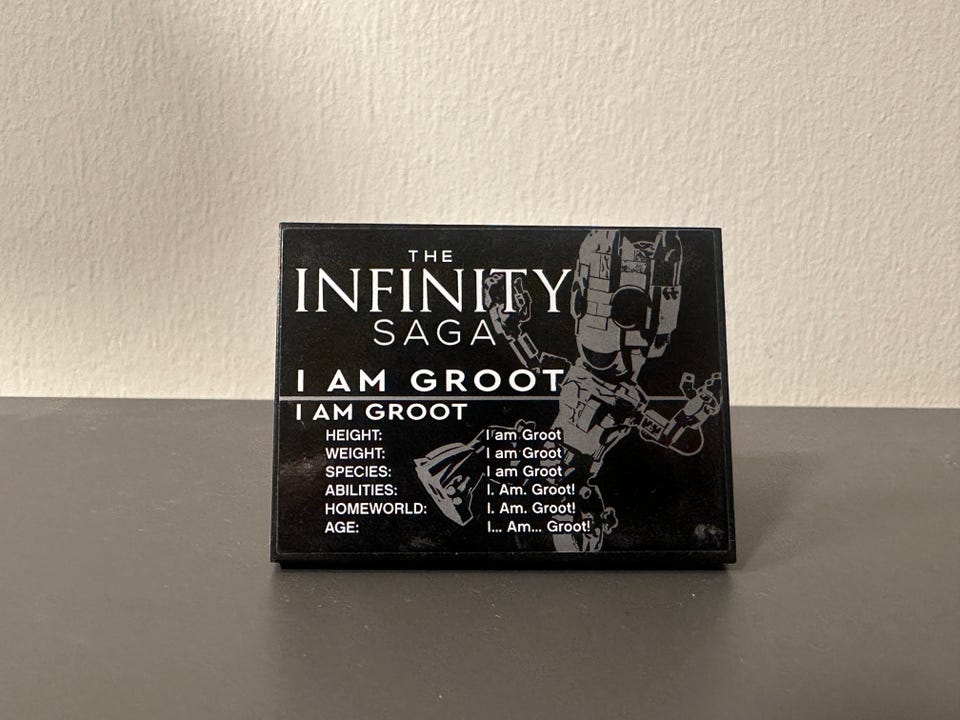 THE
INFINITY
SAGA
I AM GROOT
I AM GROOT
HEIGHT: I am Groot
WEIGHT: I am Groot
SPECIES: I am Groot
ABILITIES: I. Am. Groot!
HOMEWORLD: I. Am. Groot!
AGE: I... Am... Groot!